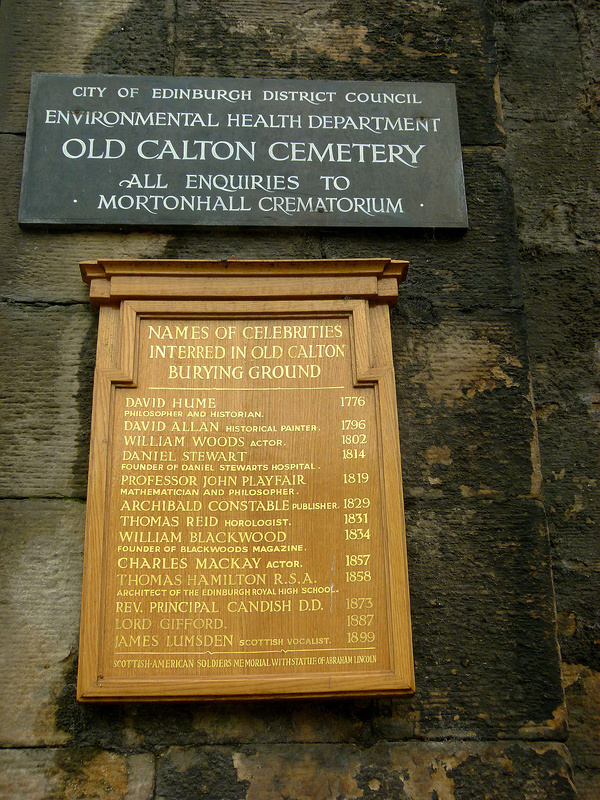 CITY OF EDINBURGH DISTRICT COUNCIL
ENVIRONMENTAL HEALTH DEPARTMENT
OLD CALTON CEMETERY
ALL ENQUIRIES TO
· MORTONHALL CREMATORIUM ·
NAMES OF CELEBRITIES
INTERRED IN OLD CALTON
BURYING GROUND
DAVID HUME 1776
PHILOSOPHER AND HISTORIAN.
DAVID ALLAN HISTORICAL PAINTER. 1796
WILLIAM WOODS ACTOR. 1802
DANIEL STEWART 1814
FOUNDER OF DANIEL STEWARTS HOSPITAL.
PROFESSOR JOHN PLAYFAIR 1819
MATHEMATICIAN AND PHILOSOPHER.
ARCHIBALD CONSTABLE PUBLISHER. 1829
THOMAS REID HOROLOGIST. 1831
WILLIAM BLACKWOOD 1834
FOUNDER OF BLACKWOODS MAGAZINE.
CHARLES MACKAY ACTOR. 1857
THOMAS HAMILTON R.S.A. 1858
ARCHITECT OF THE EDINBURGH ROYAL HIGH SCHOOL.
REV. PRINCIPAL CANDISH D.D. 1873
LORD GIFFORD. 1887
JAMES LUMSDEN SCOTTISH VOCALIST. 1899
SCOTTISH-AMERICAN SOLDIERS MEMORIAL WITH STATUE OF ABRAHAM LINCOLN